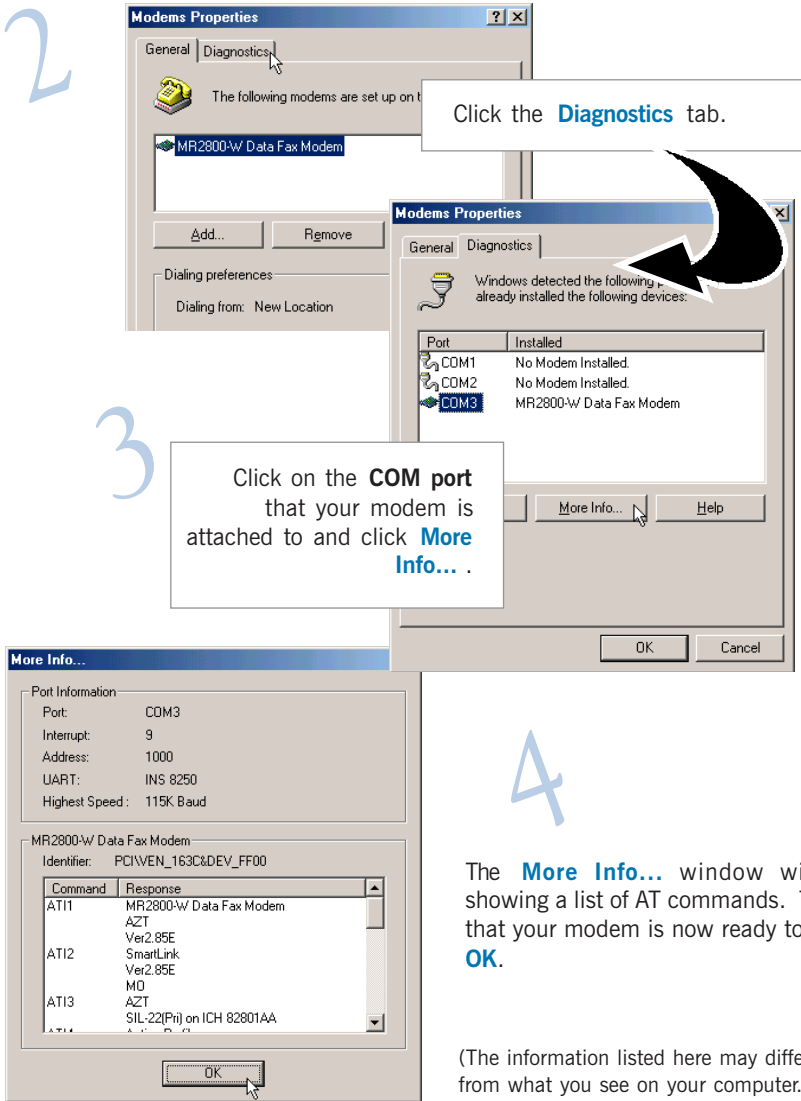 2
Modems Properties
General
Diagnostics
The following modems are set up on
Click the Diagnostics tab.
MR2800-W Data Fax Modem
Add...
Remove
Dialing preferences
Dialing from: New Location
Modems Properties
General
Diagnostics
Windows detected the following
already installed the following devices:
Port Installed
COM1 No Modem Installed.
COM2 No Modem Installed.
COM3 MR2800-W Data Fax Modem
3
Click on the COM port
that your modem is
attached to and click More
Info... .
More Info...
Help
OK
Cancel
More Info...
Port Information
Port: COM3
Interrupt: 9
Address: 1000
UART: INS 8250
Highest Speed : 115K Baud
MR2800-W Data Fax Modem
Identifier: PCI\VEN_163C&DEV_FF00
Command Response
ATI1 MR2800-W Data Fax Modem
AZT
Ver2.85E
ATI2 SmartLink
Ver2.85E
MO
ATI3 AZT
SIL-22(Pri) on ICH 82801AA
OK
4
The More Info... window
showing a list of AT commands.
that your modem is now ready to
OK.
(The information listed here may
from what you see on your computer.